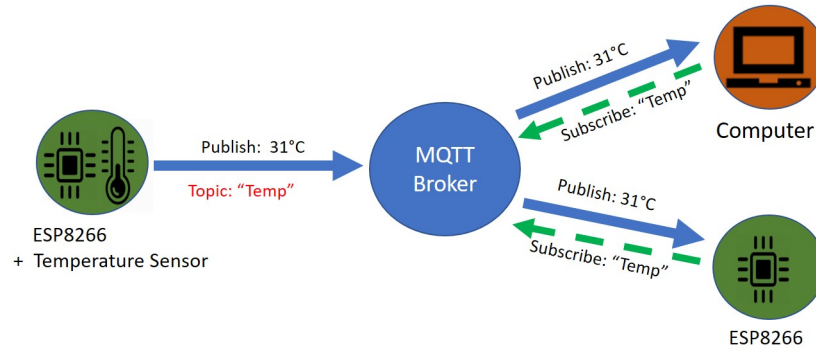 Publish: 31°C
Topic: “Temp”
ESP8266
+ Temperature Sensor
MQTT
Broker
Publish: 31°C
Subscribe: “Temp”
Computer
Publish: 31°C
Subscribe: “Temp”
ESP8266